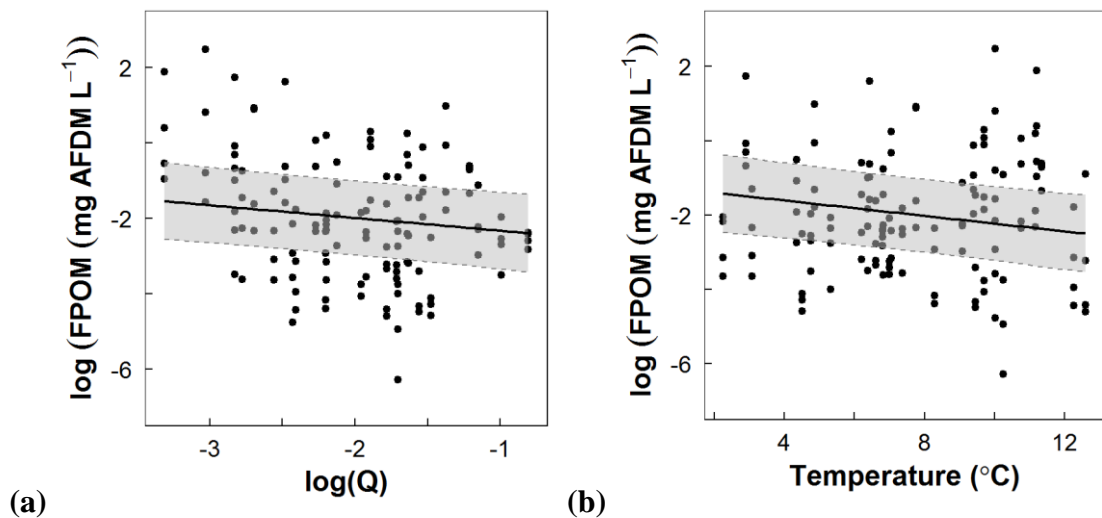 log (FPOM (mg AFDM L⁻¹))
2
-2
-6
-3
-2
-1
log(Q)
(a)
log (FPOM (mg AFDM L⁻¹))
2
-2
-6
4
8
12
Temperature (°C)
(b)